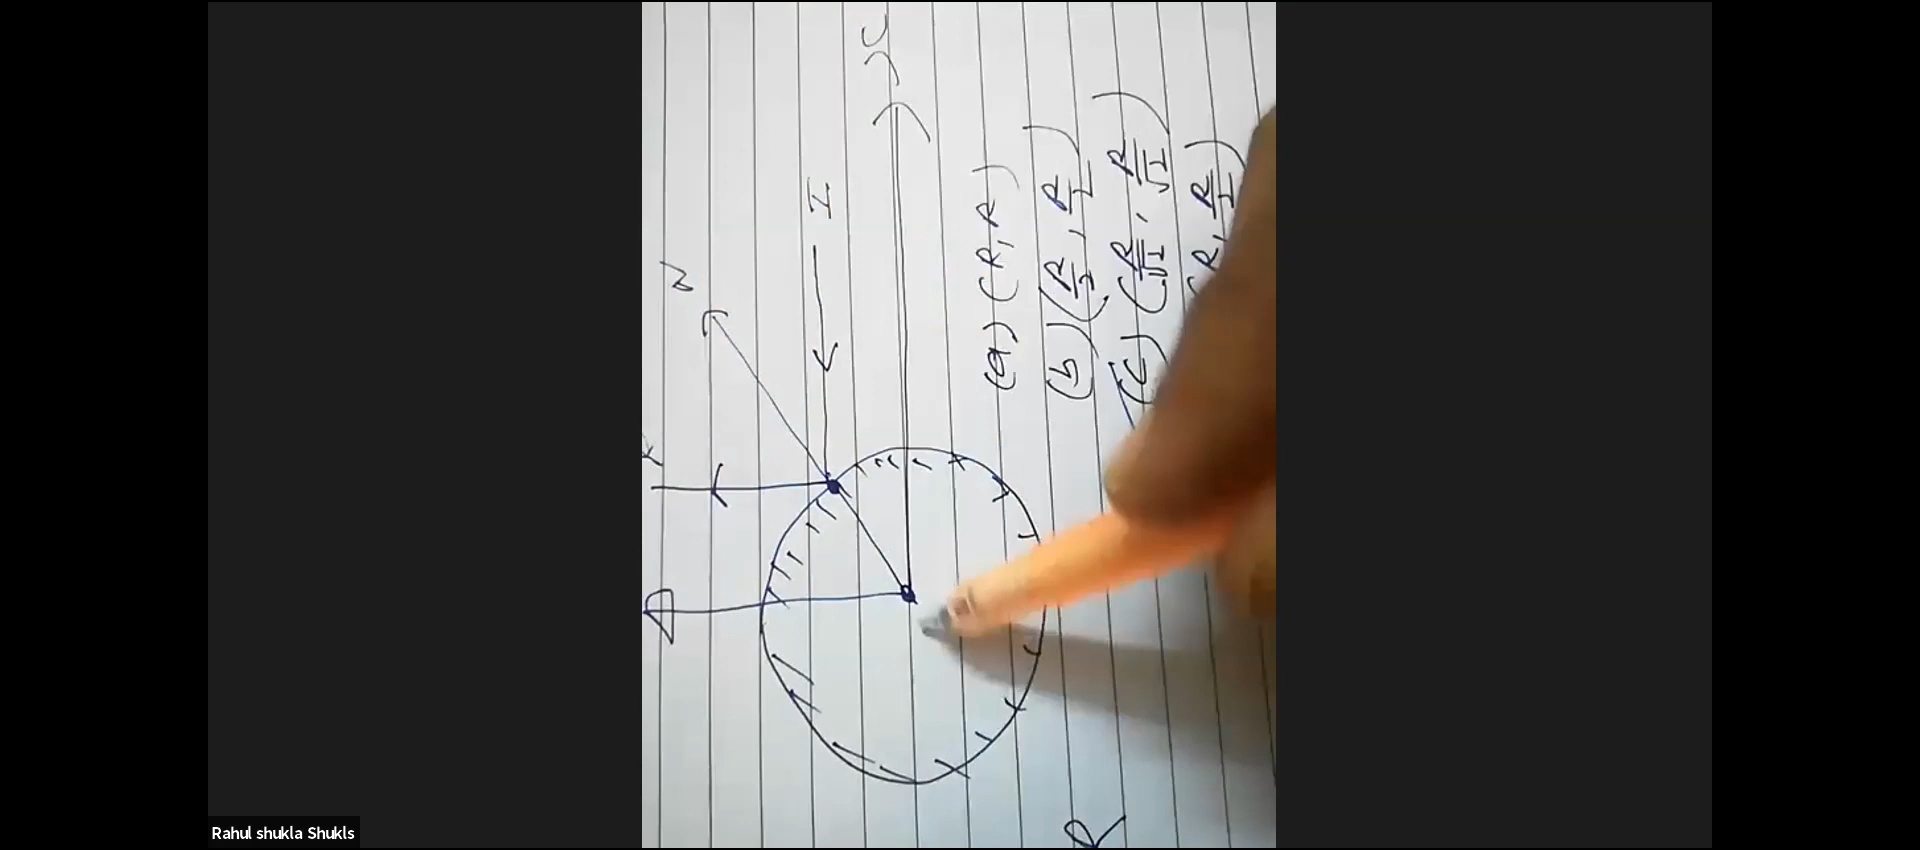 N
I
x
(a) (R, R)
(b) (R/2, R/2)
(c) (R/√2, R/√2)
R
Rahul shukla Shukls